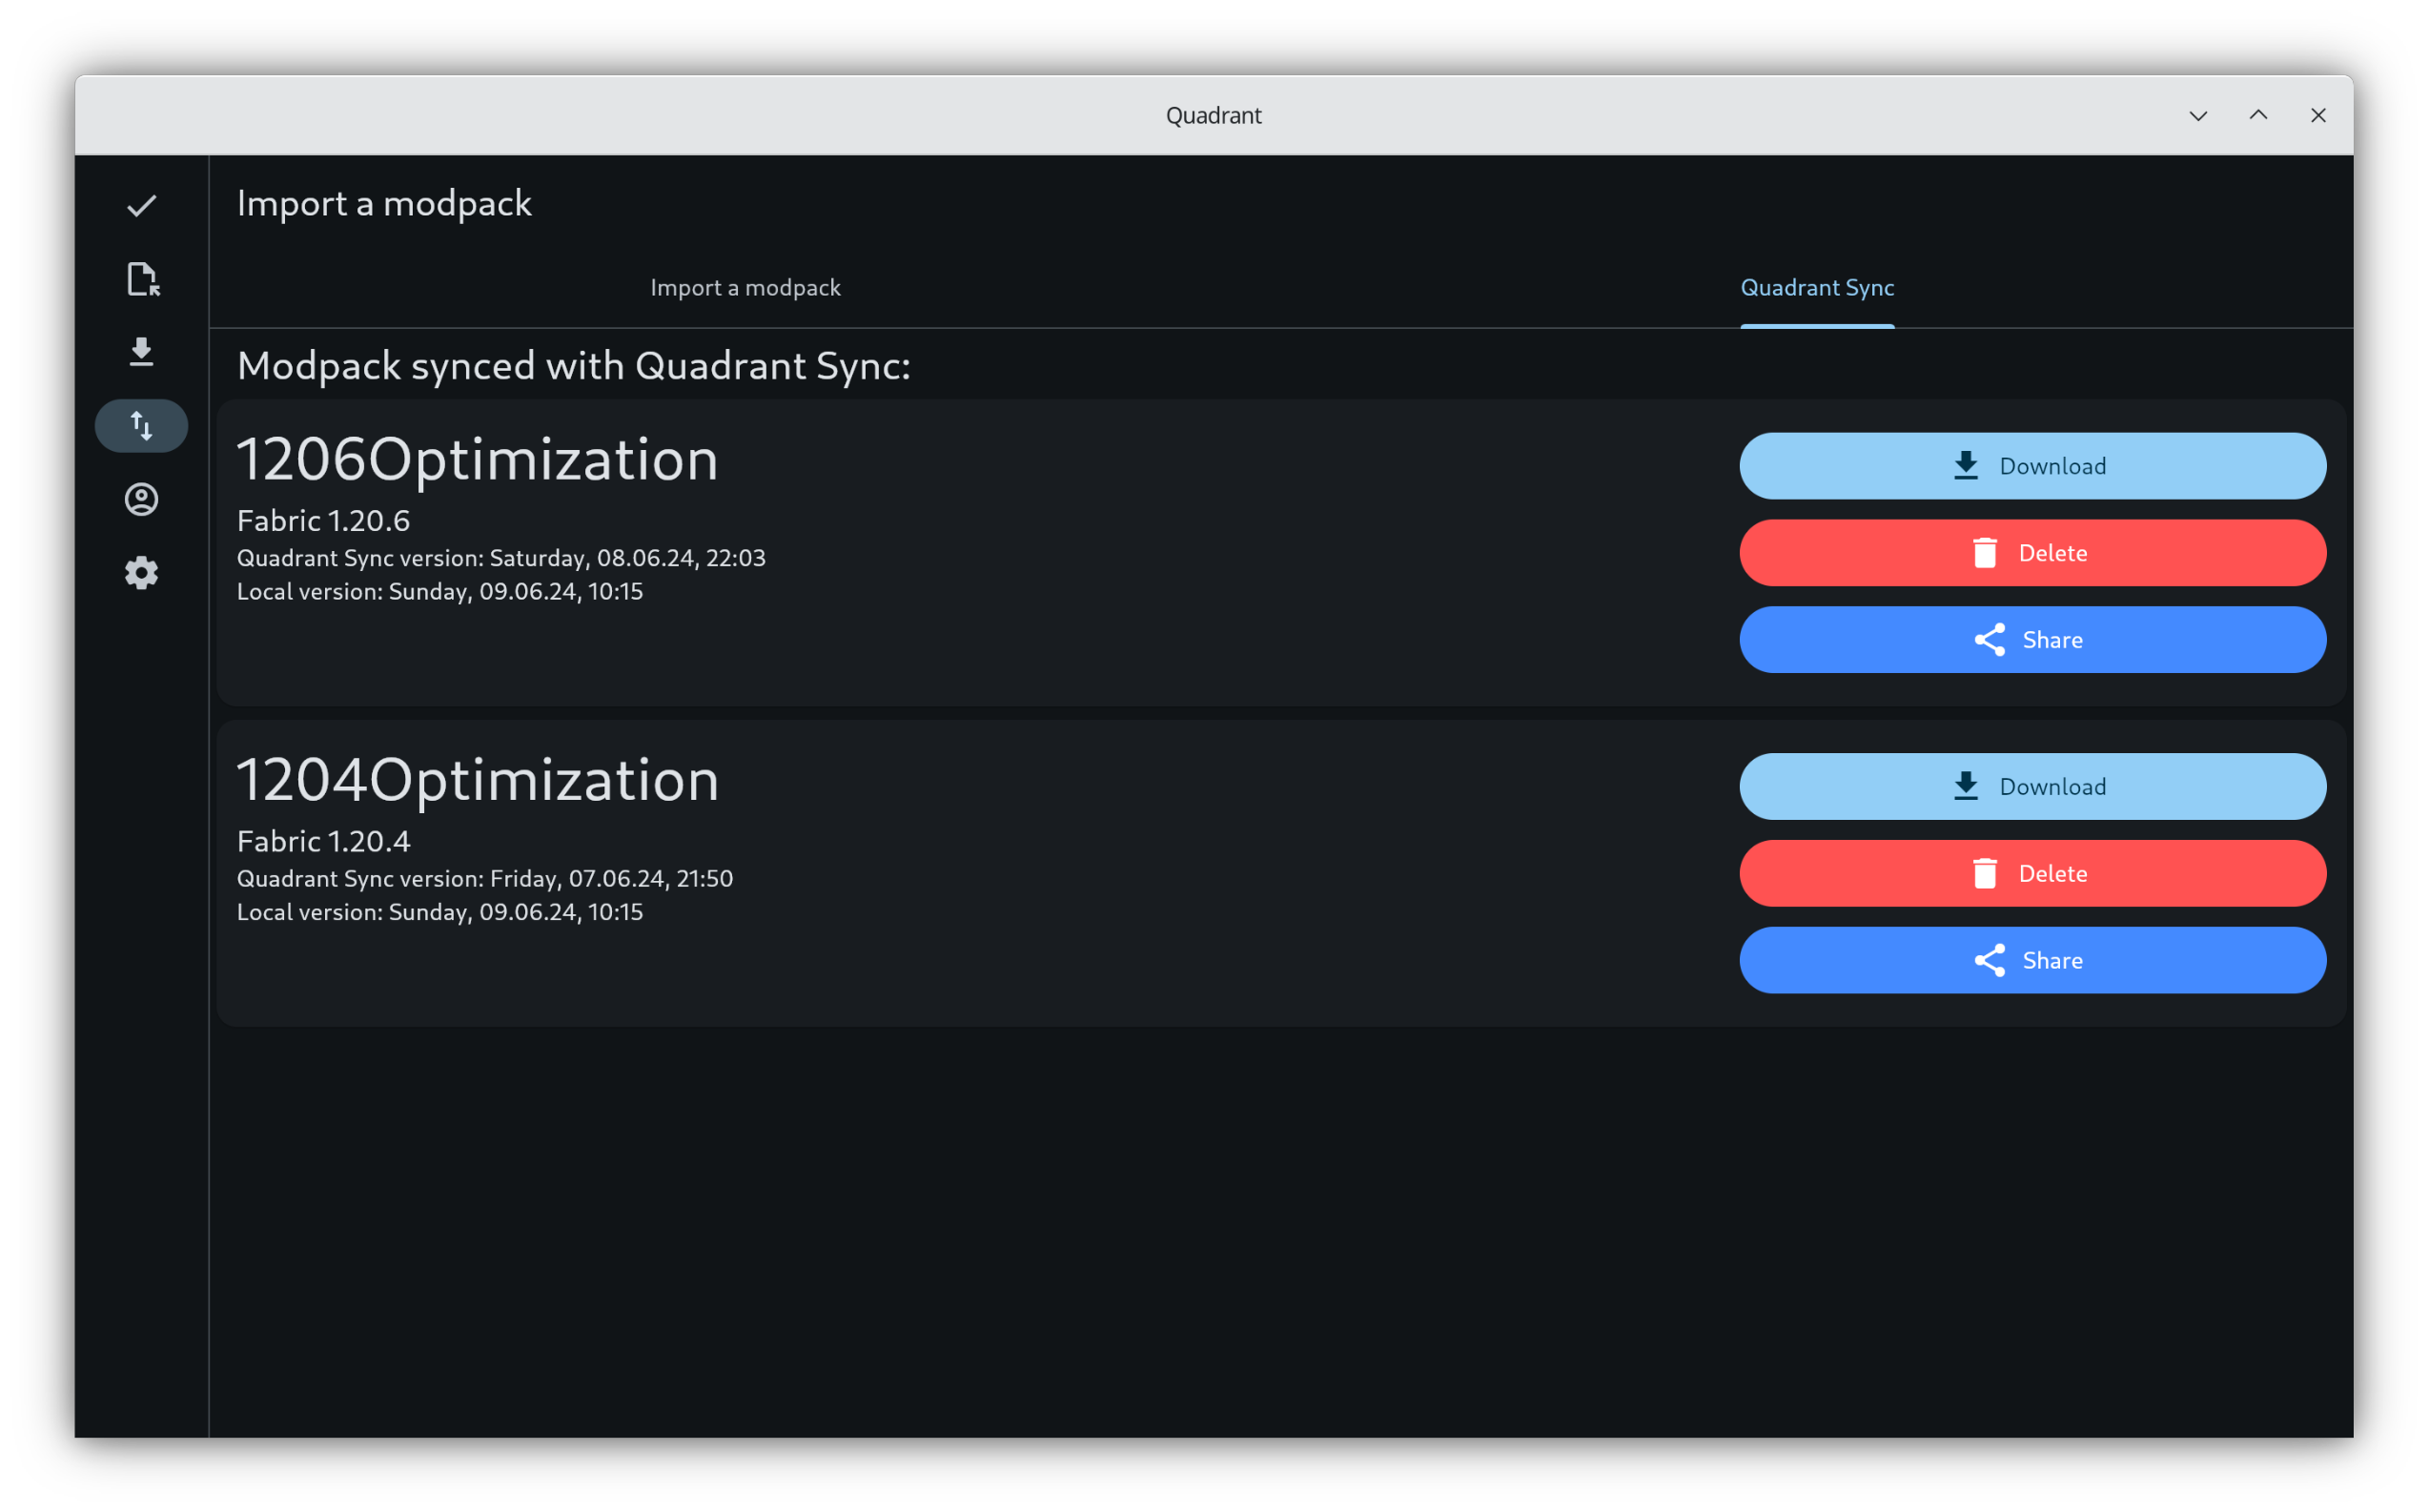 Quadrant
Import a modpack
Import a modpack
Quadrant Sync
Modpack synced with Quadrant Sync:
1206Optimization
Fabric 1.20.6
Quadrant Sync version: Saturday, 08.06.24, 22:03
Local version: Sunday, 09.06.24, 10:15
Download
Delete
Share
1204Optimization
Fabric 1.20.4
Quadrant Sync version: Friday, 07.06.24, 21:50
Local version: Sunday, 09.06.24, 10:15
Download
Delete
Share